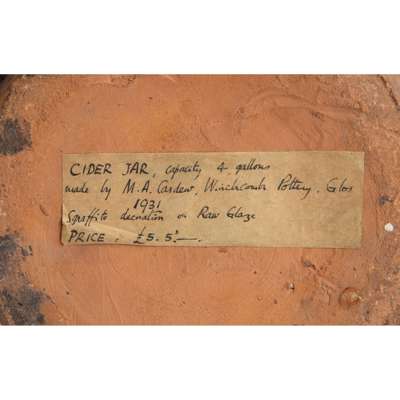 CIDER JAR, capacity 4 gallons
made by M.A. Cardew, Winchcombe Pottery. Glos
1931
Sgraffito decoration on Raw Glaze
PRICE : £5.5.—.